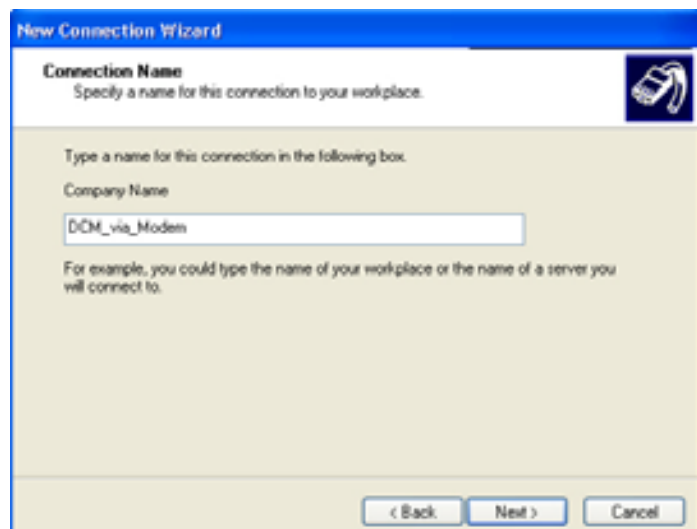 New Connection Wizard
Connection Name
Specify a name for this connection to your workplace.
Type a name for this connection in the following box.
Company Name
DCM_via_Modem
For example, you could type the name of your workplace or the name of a server you
will connect to.
< Back Next > Cancel